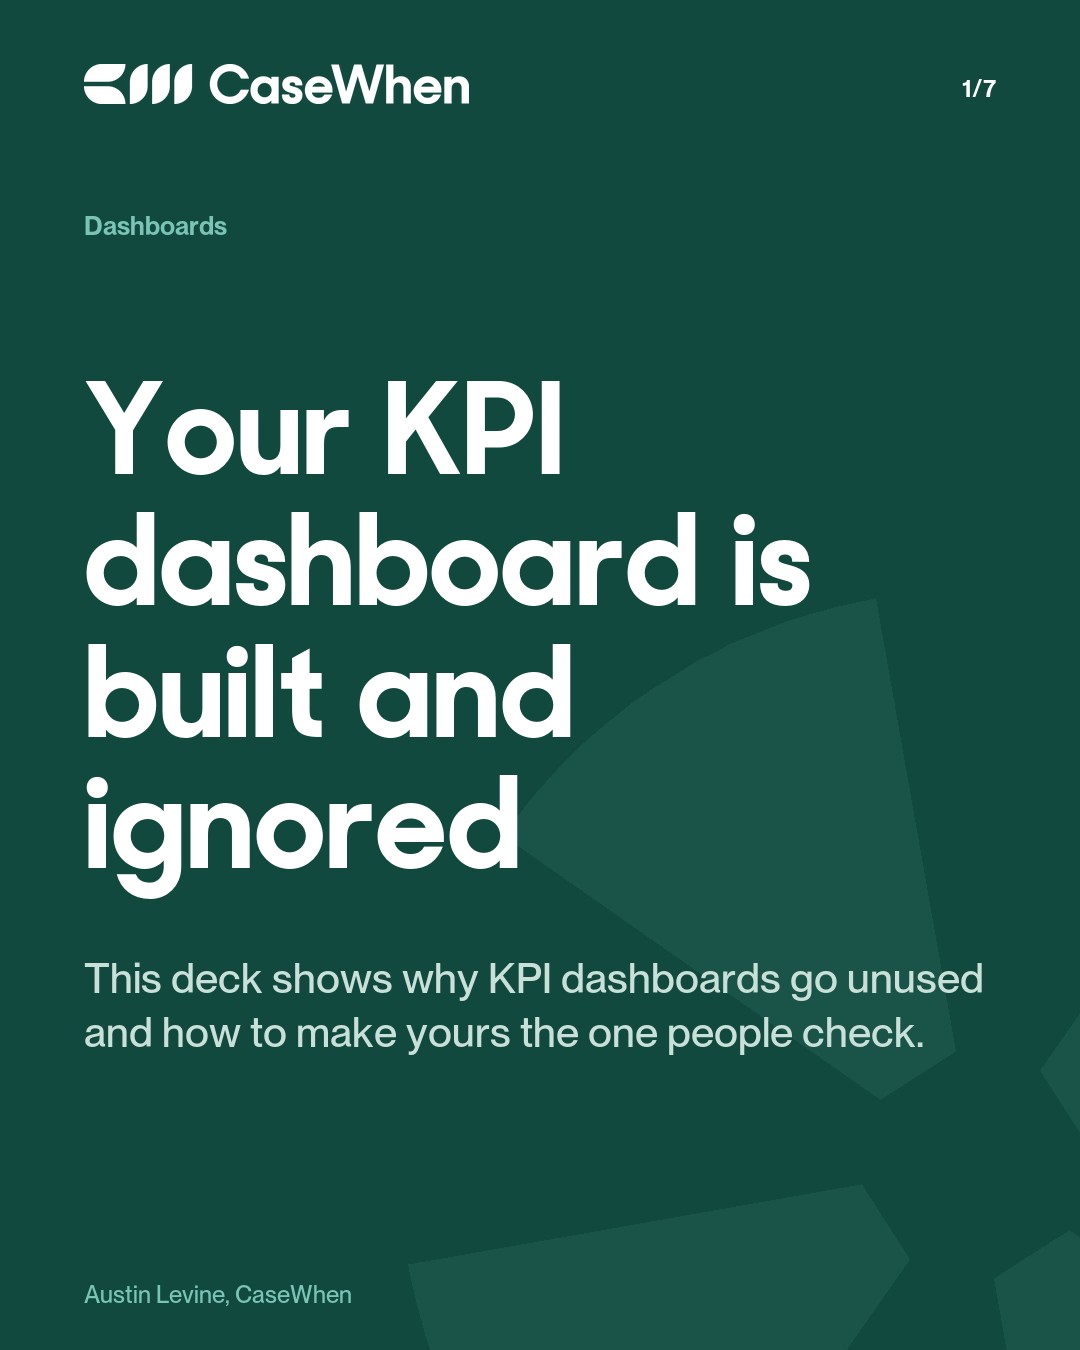 CaseWhen
1/7
Dashboards
Your KPI
dashboard is
built and
ignored
This deck shows why KPI dashboards go unused
and how to make yours the one people check.
Austin Levine, CaseWhen